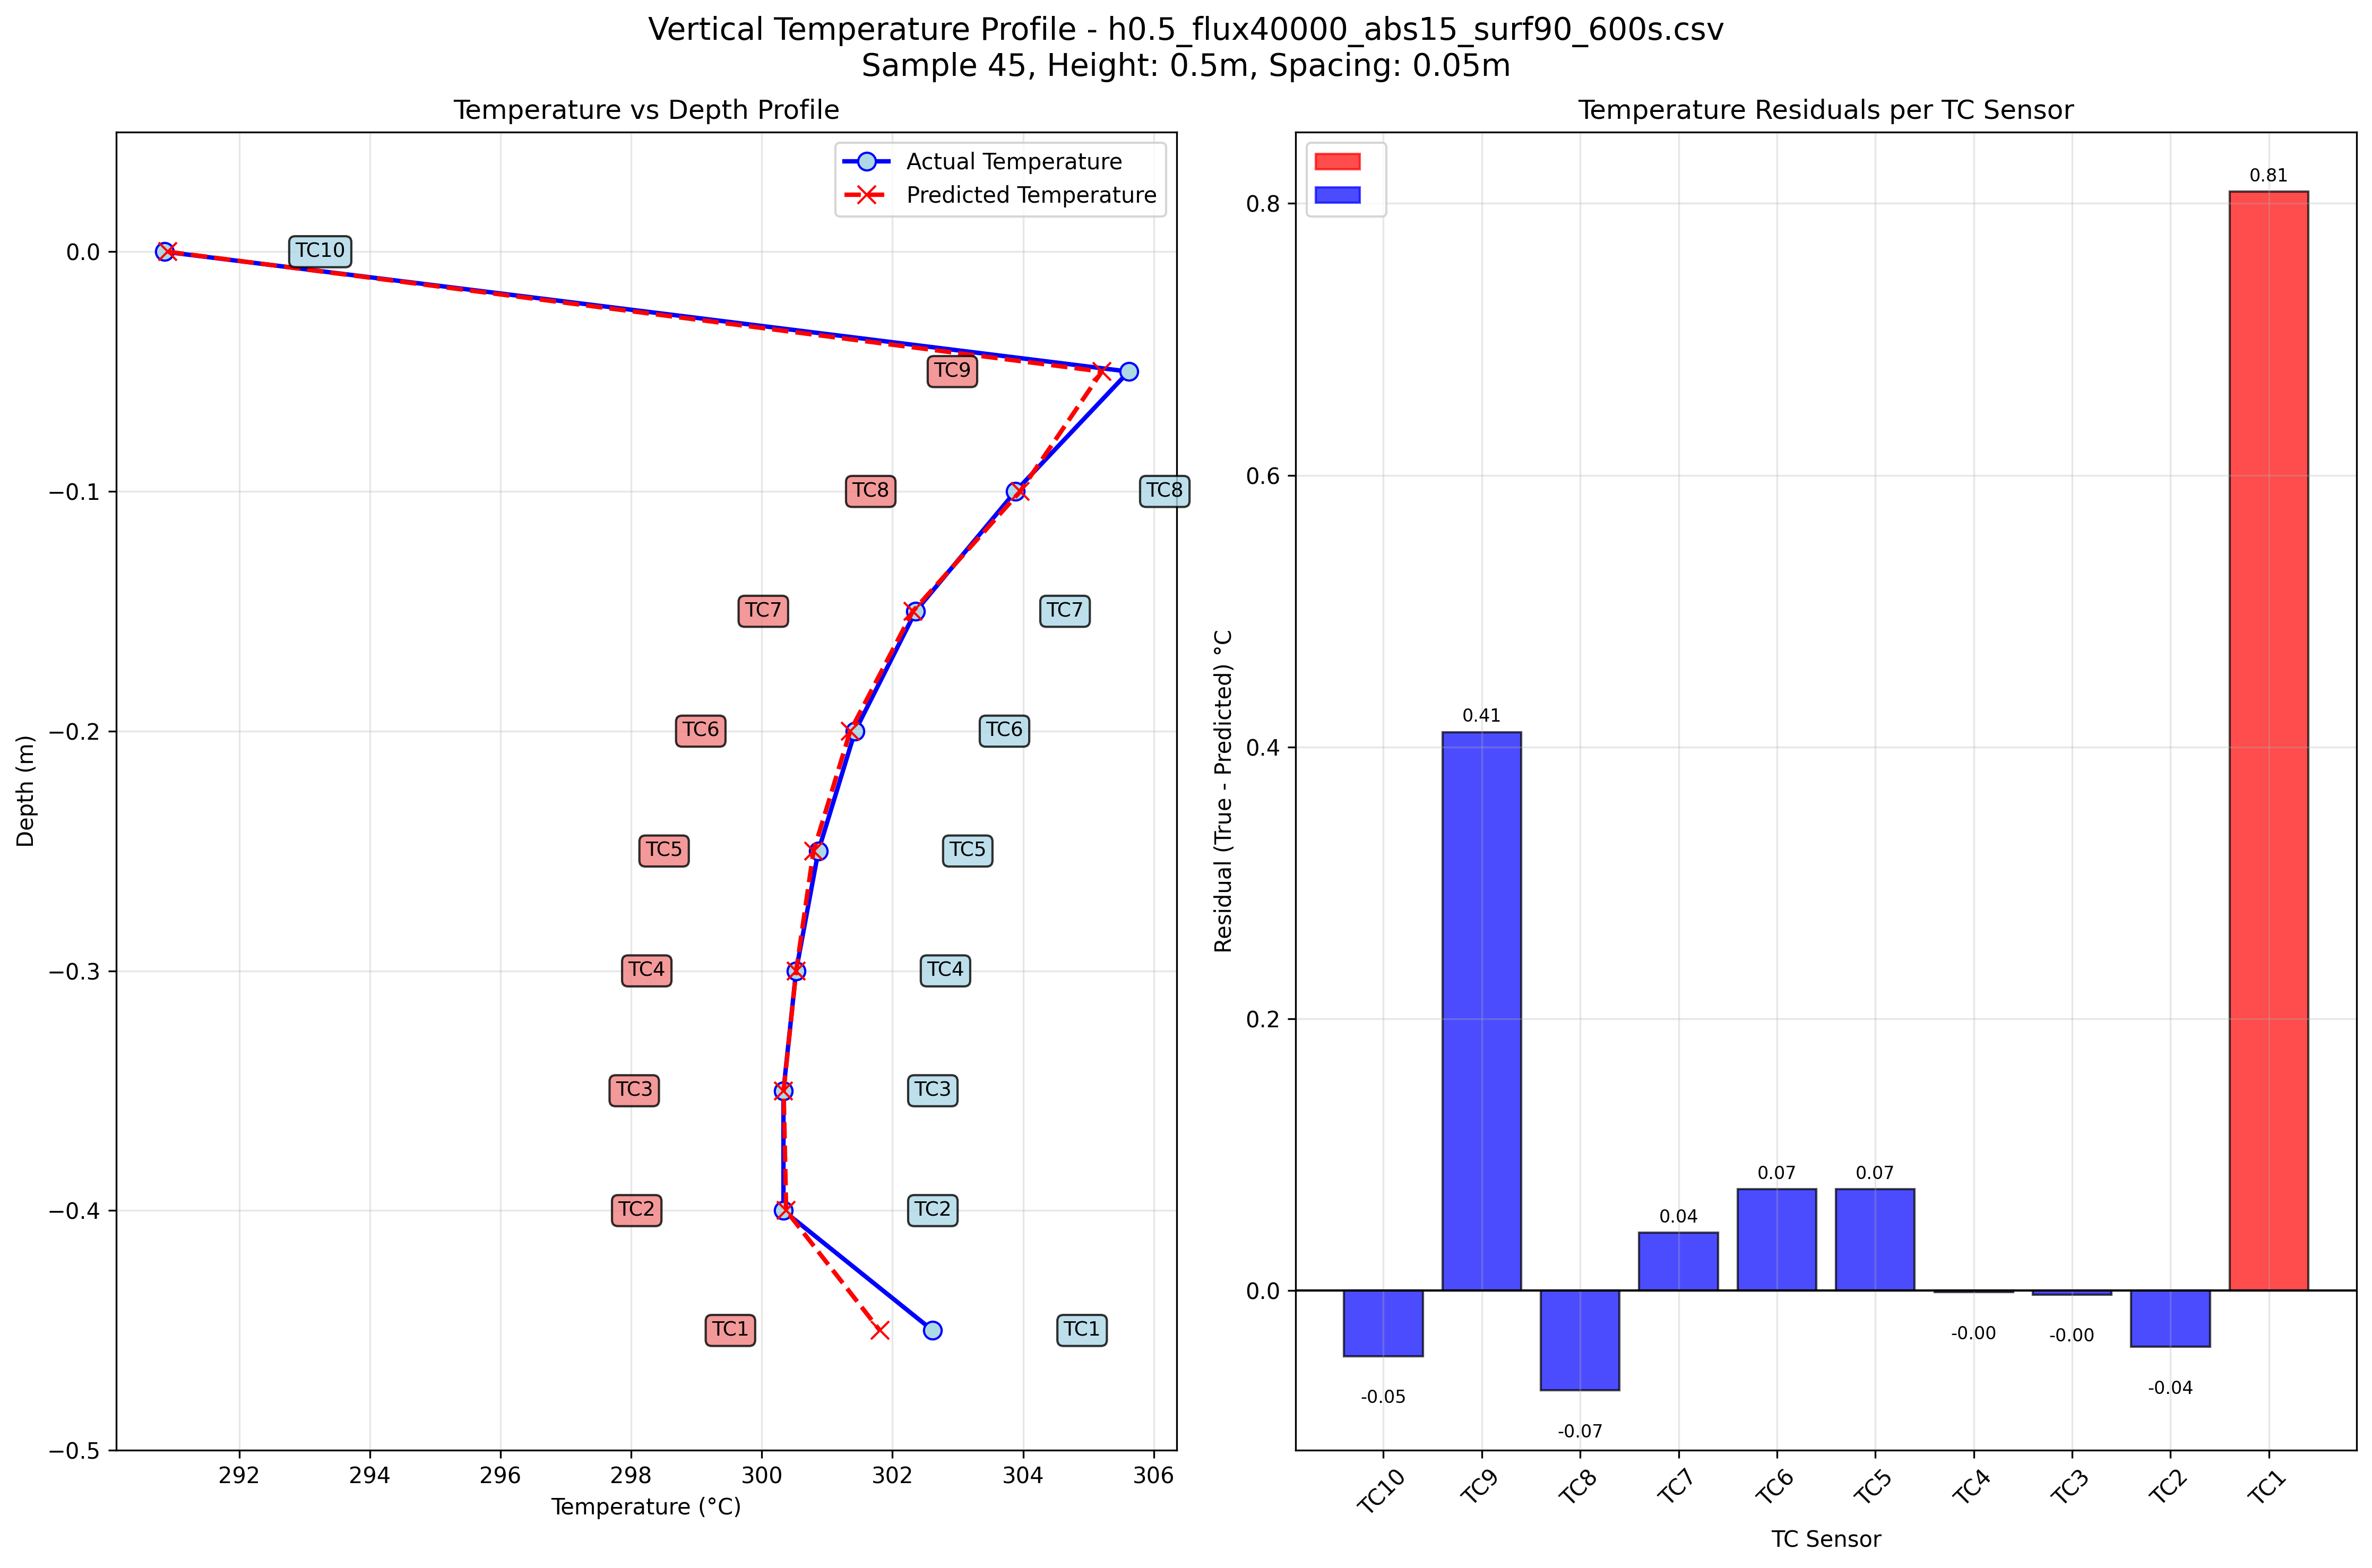 Vertical Temperature Profile - h0.5_flux40000_abs15_surf90_600s.csv
Sample 45, Height: 0.5m, Spacing: 0.05m
Temperature vs Depth Profile
Actual Temperature
Predicted Temperature
TC10
TC9
TC8
TC8
TC7
TC7
TC6
TC6
TC5
TC5
TC4
TC4
TC3
TC3
TC2
TC2
TC1
TC1
0.0
−0.1
−0.2
−0.3
−0.4
−0.5
Depth (m)
292
294
296
298
300
302
304
306
Temperature (°C)
Temperature Residuals per TC Sensor
0.81
0.41
0.07
0.07
0.04
-0.00
-0.00
-0.05
-0.04
-0.07
0.8
0.6
0.4
0.2
0.0
Residual (True - Predicted) °C
TC10
TC9
TC8
TC7
TC6
TC5
TC4
TC3
TC2
TC1
TC Sensor